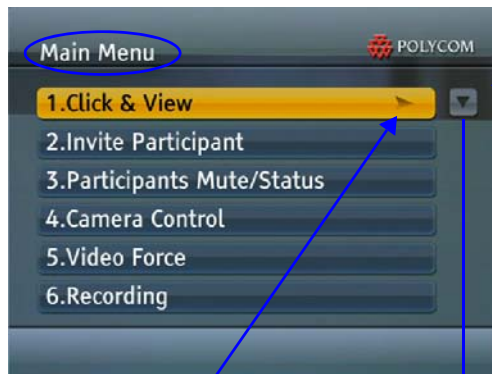 Main Menu
POLYCOM
1.Click & View
2.Invite Participant
3.Participants Mute/Status
4.Camera Control
5.Video Force
6.Recording